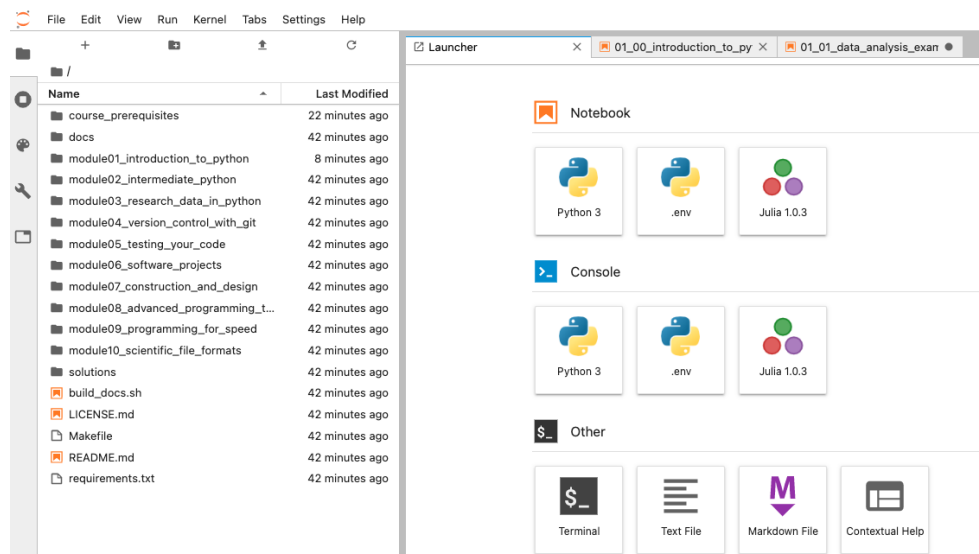 File Edit View Run Kernel Tabs Settings Help
Launcher
01_00_introduction_to_py
01_01_data_analysis_exam
/
Name Last Modified
course_prerequisites 22 minutes ago
docs 42 minutes ago
module01_introduction_to_python 8 minutes ago
module02_intermediate_python 42 minutes ago
module03_research_data_in_python 42 minutes ago
module04_version_control_with_git 42 minutes ago
module05_testing_your_code 42 minutes ago
module06_software_projects 42 minutes ago
module07_construction_and_design 42 minutes ago
module08_advanced_programming_t... 42 minutes ago
module09_programming_for_speed 42 minutes ago
module10_scientific_file_formats 42 minutes ago
solutions 42 minutes ago
build_docs.sh 42 minutes ago
LICENSE.md 42 minutes ago
Makefile 42 minutes ago
README.md 42 minutes ago
requirements.txt 42 minutes ago
Notebook
Python 3 .env Julia 1.0.3
Console
Python 3 .env Julia 1.0.3
$_ Other
$_
Terminal Text File Markdown File Contextual Help